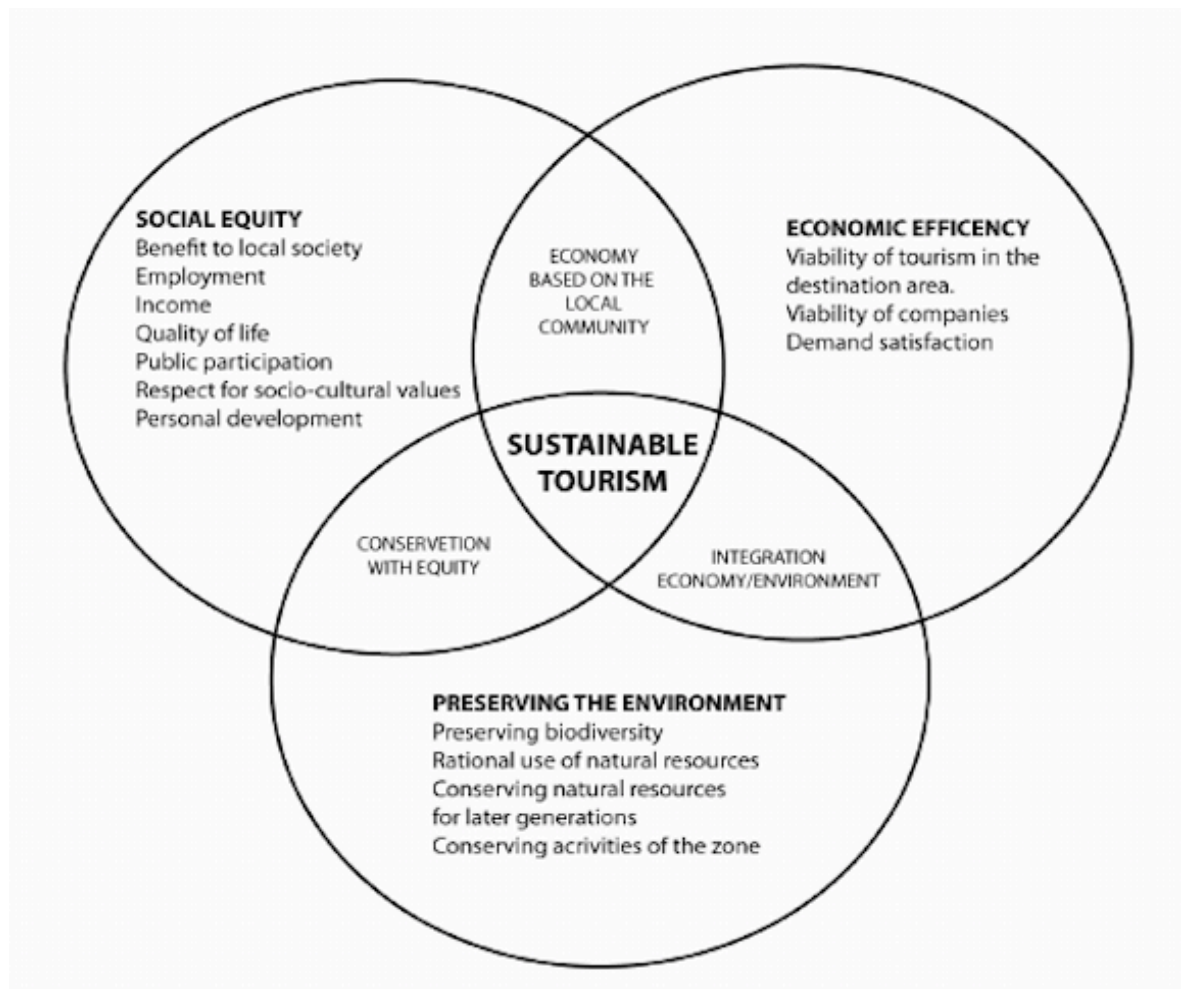 SOCIAL EQUITY
Benefit to local society
Employment
Income
Quality of life
Public participation
Respect for socio-cultural values
Personal development
ECONOMY
BASED ON THE
LOCAL
COMMUNITY
ECONOMIC EFFICENCY
Viability of tourism in the
destination area.
Viability of companies
Demand satisfaction
SUSTAINABLE
TOURISM
CONSERVETION
WITH EQUITY
INTEGRATION
ECONOMY/ENVIRONMENT
PRESERVING THE ENVIRONMENT
Preserving biodiversity
Rational use of natural resources
Conserving natural resources
for later generations
Conserving acrivities of the zone